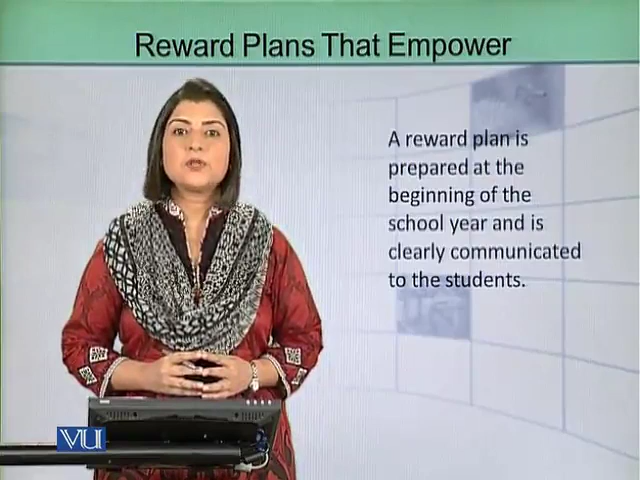 Reward Plans That Empower
A reward plan is
prepared at the
beginning of the
school year and is
clearly communicated
to the students.
VU